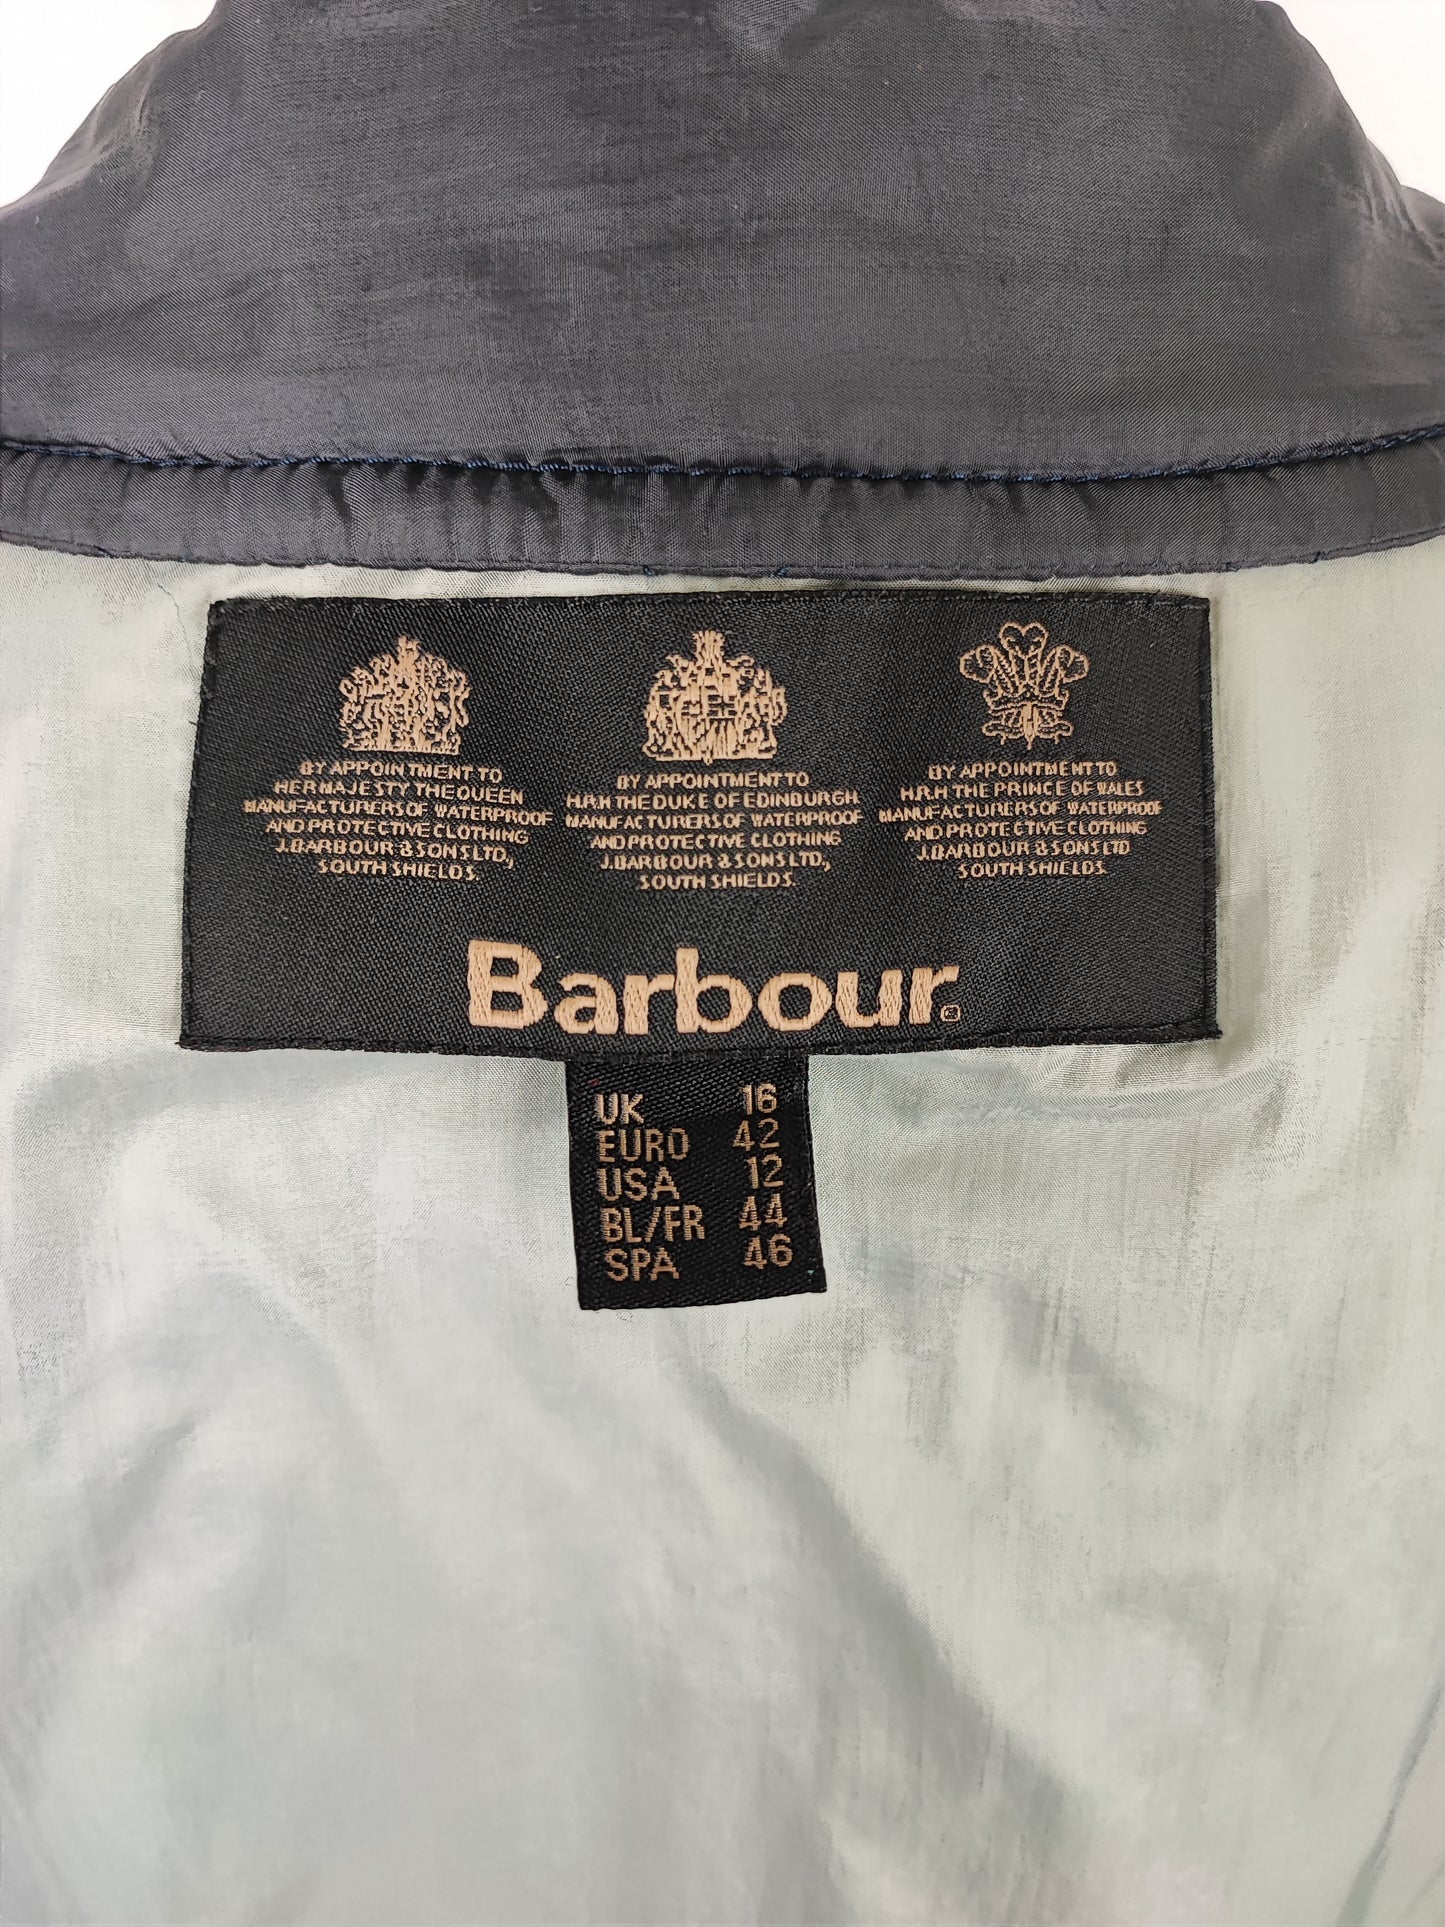 BY APPOINTMENT TO
HER MAJESTY THE QUEEN
MANUFACTURERS OF WATERPROOF
AND PROTECTIVE CLOTHING
J.BARBOUR & SONS LTD.,
SOUTH SHIELDS.
BY APPOINTMENT TO
H.R.H THE DUKE OF EDINBURGH
MANUFACTURERS OF WATERPROOF
AND PROTECTIVE CLOTHING
J.BARBOUR & SONS LTD.,
SOUTH SHIELDS.
BY APPOINTMENT TO
H.R.H THE PRINCE OF WALES
MANUFACTURERS OF WATERPROOF
AND PROTECTIVE CLOTHING
J.BARBOUR & SONS LTD
SOUTH SHIELDS.
Barbour®
UK 16
EURO 42
USA 12
BL/FR 44
SPA 46